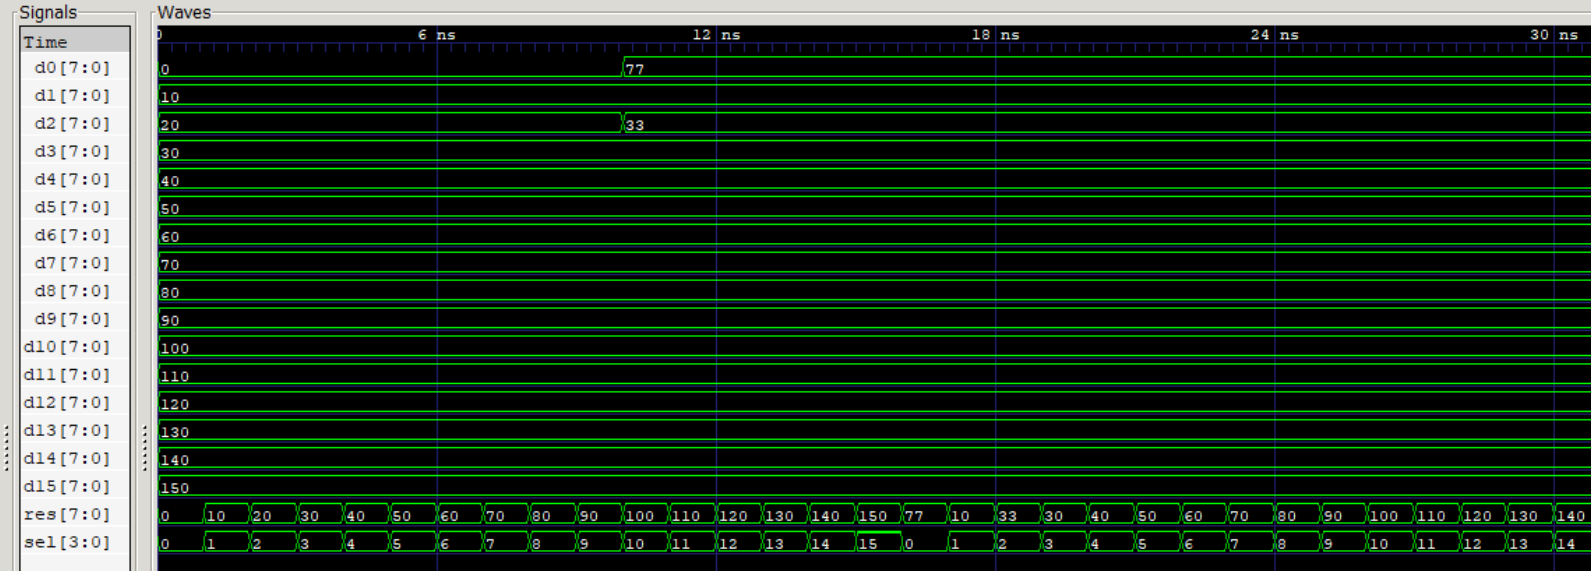 Signals Waves
Time 0 6 ns 12 ns 18 ns 24 ns 30 ns
d0[7:0] 0 77
d1[7:0] 10
d2[7:0] 20 33
d3[7:0] 30
d4[7:0] 40
d5[7:0] 50
d6[7:0] 60
d7[7:0] 70
d8[7:0] 80
d9[7:0] 90
d10[7:0] 100
d11[7:0] 110
d12[7:0] 120
d13[7:0] 130
d14[7:0] 140
d15[7:0] 150
res[7:0] 0 10 20 30 40 50 60 70 80 90 100 110 120 130 140 150 77 10 33 30 40 50 60 70 80 90 100 110 120 130 140
sel[3:0] 0 1 2 3 4 5 6 7 8 9 10 11 12 13 14 15 0 1 2 3 4 5 6 7 8 9 10 11 12 13 14